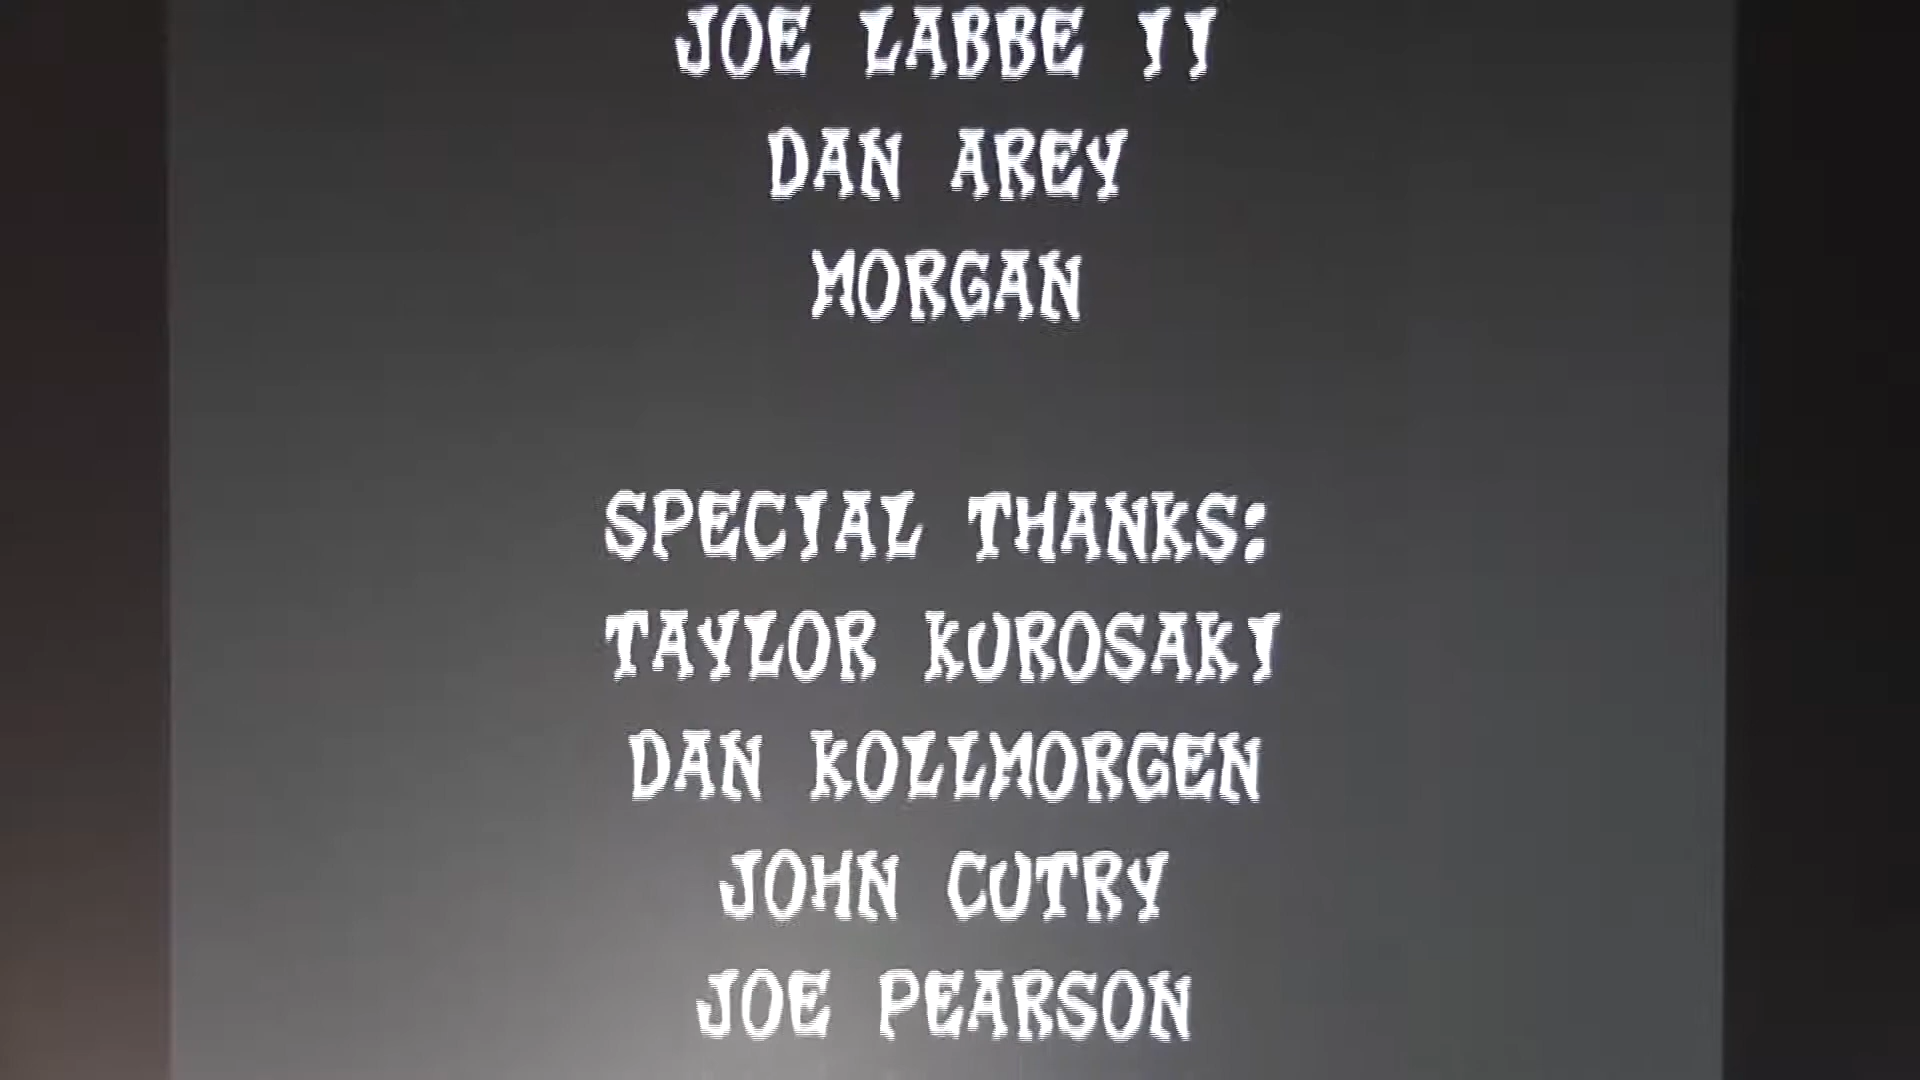 JOE LABBE II
DAN AREY
MORGAN
SPECIAL THANKS:
TAYLOR KUROSAKI
DAN KOLLMORGEN
JOHN CUTRY
JOE PEARSON